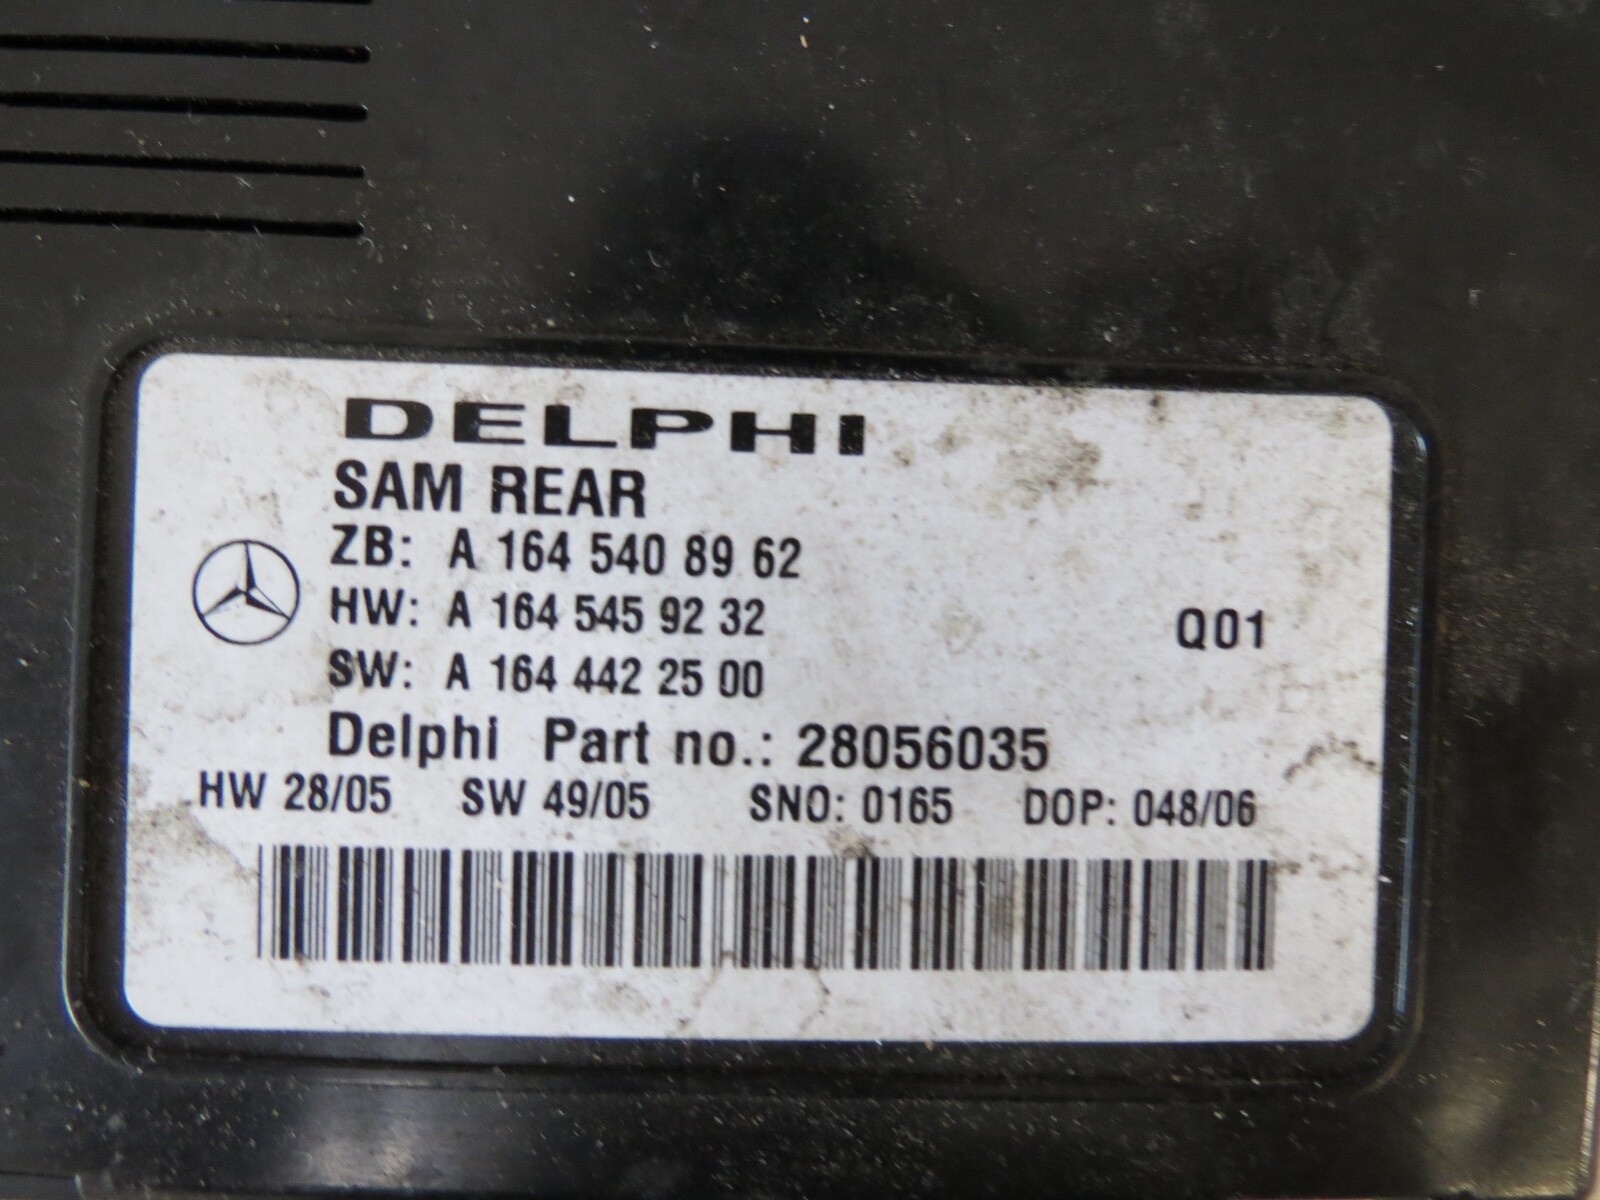 DELPHI
SAM REAR
ZB: A 164 540 89 62
HW: A 164 545 92 32
Q01
SW: A 164 442 25 00
Delphi Part no.: 28056035
HW 28/05 SW 49/05 SNO: 0165 DOP: 048/06